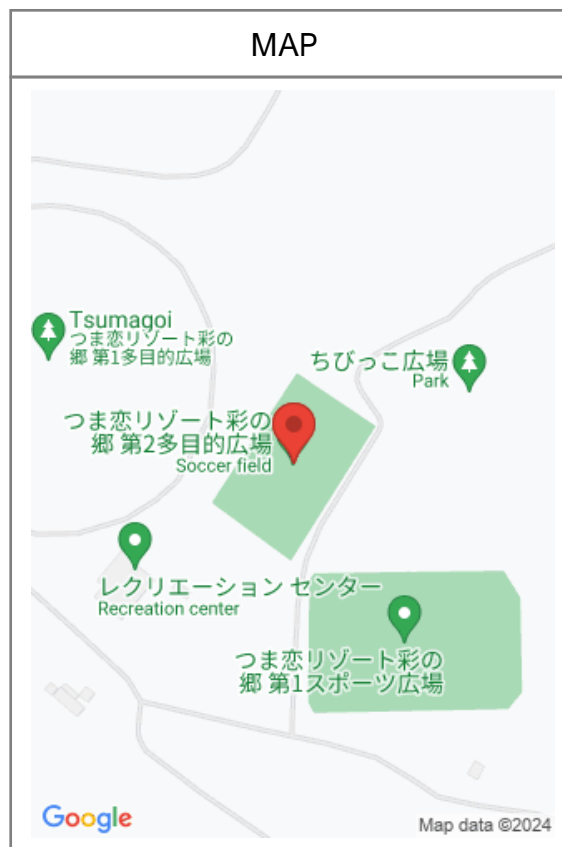 MAP
Tsumagoi
つま恋リゾート彩の
郷 第1多目的広場
ちびっこ広場
Park
つま恋リゾート彩の
郷 第2多目的広場
Soccer field
レクリエーション センター
Recreation center
つま恋リゾート彩の
郷 第1スポーツ広場
Google
Map data ©2024